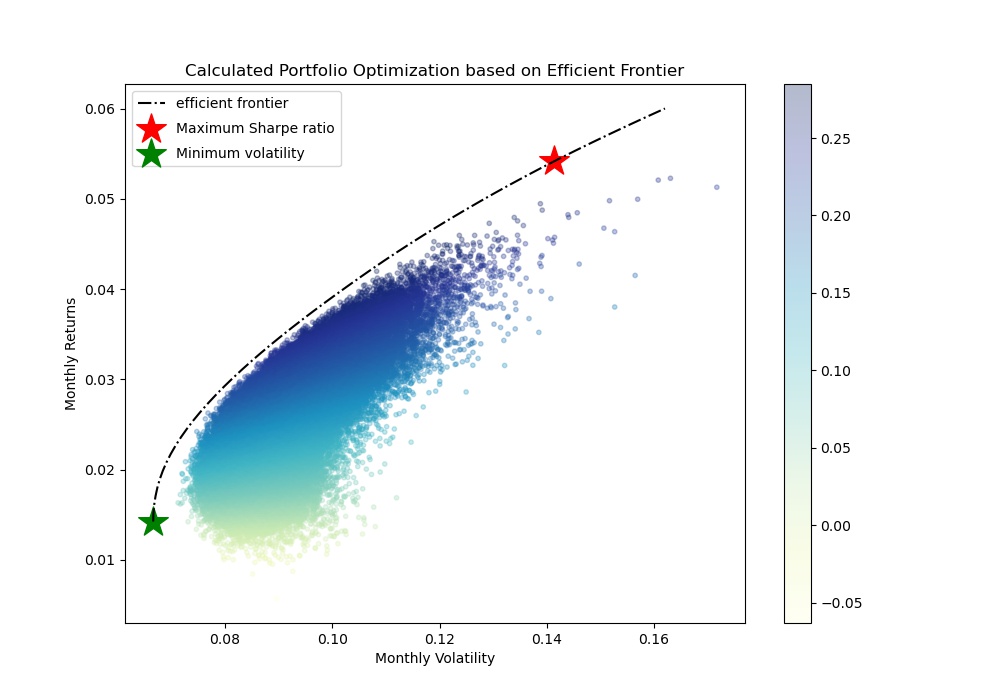 Calculated Portfolio Optimization based on Efficient Frontier
efficient frontier
Maximum Sharpe ratio
Minimum volatility
0.06
0.05
0.04
0.03
0.02
0.01
Monthly Returns
0.08 0.10 0.12 0.14 0.16
Monthly Volatility
0.25
0.20
0.15
0.10
0.05
0.00
−0.05